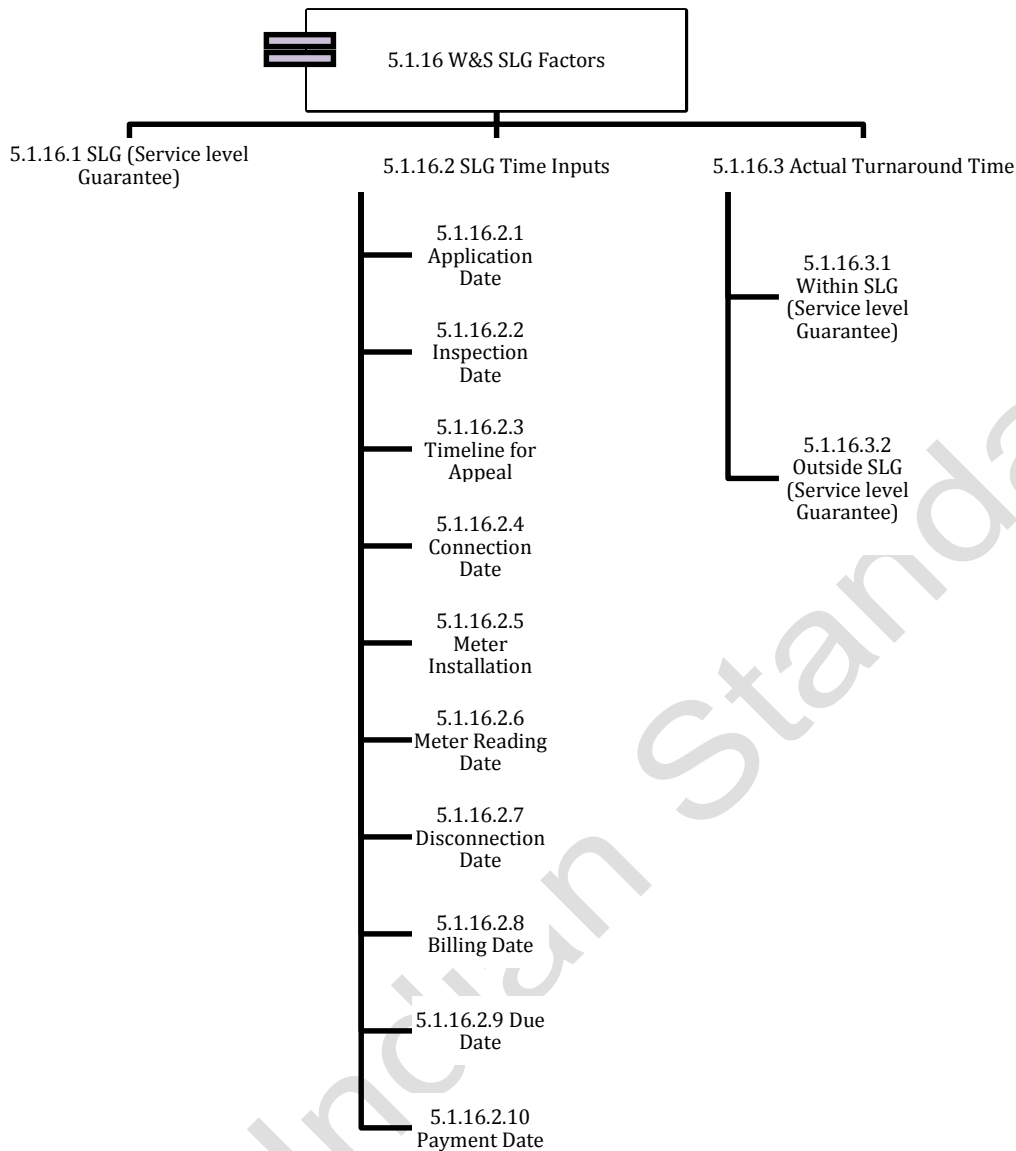 5.1.16 W&S SLG Factors
5.1.16.1 SLG (Service level
Guarantee)
5.1.16.2 SLG Time Inputs
5.1.16.2.1
Application
Date
5.1.16.2.2
Inspection
Date
5.1.16.2.3
Timeline for
Appeal
5.1.16.2.4
Connection
Date
5.1.16.2.5
Meter
Installation
5.1.16.2.6
Meter Reading
Date
5.1.16.2.7
Disconnection
Date
5.1.16.2.8
Billing Date
5.1.16.2.9 Due
Date
5.1.16.2.10
Payment Date
5.1.16.3 Actual Turnaround Time
5.1.16.3.1
Within SLG
(Service level
Guarantee)
5.1.16.3.2
Outside SLG
(Service level
Guarantee)
Indian Standa